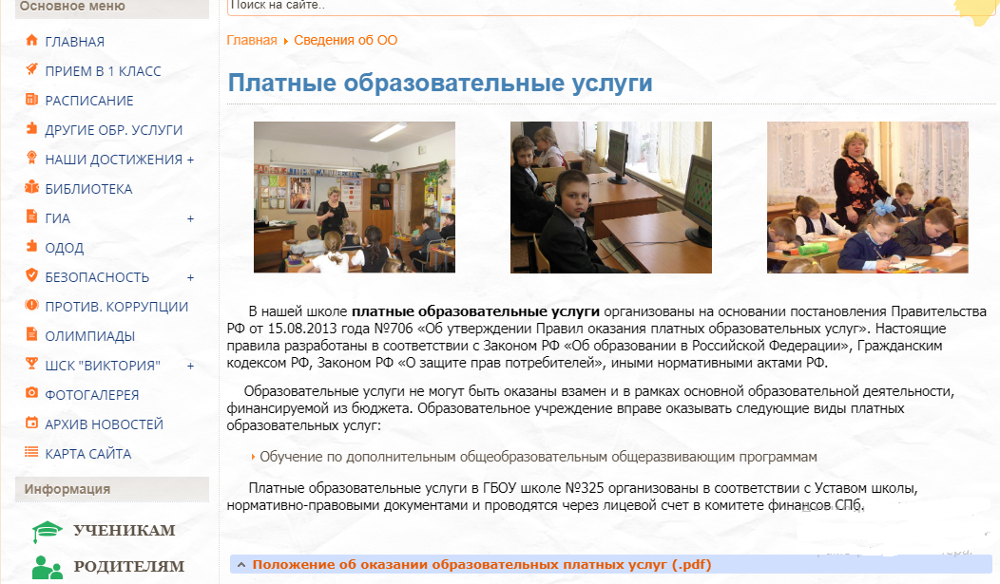 Основное меню
Поиск на сайте..
ГЛАВНАЯ
ПРИЕМ В 1 КЛАСС
РАСПИСАНИЕ
ДРУГИЕ ОБР. УСЛУГИ
НАШИ ДОСТИЖЕНИЯ +
БИБЛИОТЕКА
ГИА +
ОДОД
БЕЗОПАСНОСТЬ +
ПРОТИВ. КОРРУПЦИИ
ОЛИМПИАДЫ
ШСК "ВИКТОРИЯ" +
ФОТОГАЛЕРЕЯ
АРХИВ НОВОСТЕЙ
КАРТА САЙТА
Информация
УЧЕНИКАМ
РОДИТЕЛЯМ
Главная Сведения об ОО
Платные образовательные услуги
В нашей школе платные образовательные услуги организованы на основании постановления Правительства
РФ от 15.08.2013 года №706 «Об утверждении Правил оказания платных образовательных услуг». Настоящие
правила разработаны в соответствии с Законом РФ «Об образовании в Российской Федерации», Гражданским
кодексом РФ, Законом РФ «О защите прав потребителей», иными нормативными актами РФ.
Образовательные услуги не могут быть оказаны взамен и в рамках основной образовательной деятельности,
финансируемой из бюджета. Образовательное учреждение вправе оказывать следующие виды платных
образовательных услуг:
Обучение по дополнительным общеобразовательным общеразвивающим программам
Платные образовательные услуги в ГБОУ школе №325 организованы в соответствии с Уставом школы,
нормативно-правовыми документами и проводятся через лицевой счет в комитете финансов СПб.
Положение об оказании образовательных платных услуг (.pdf)